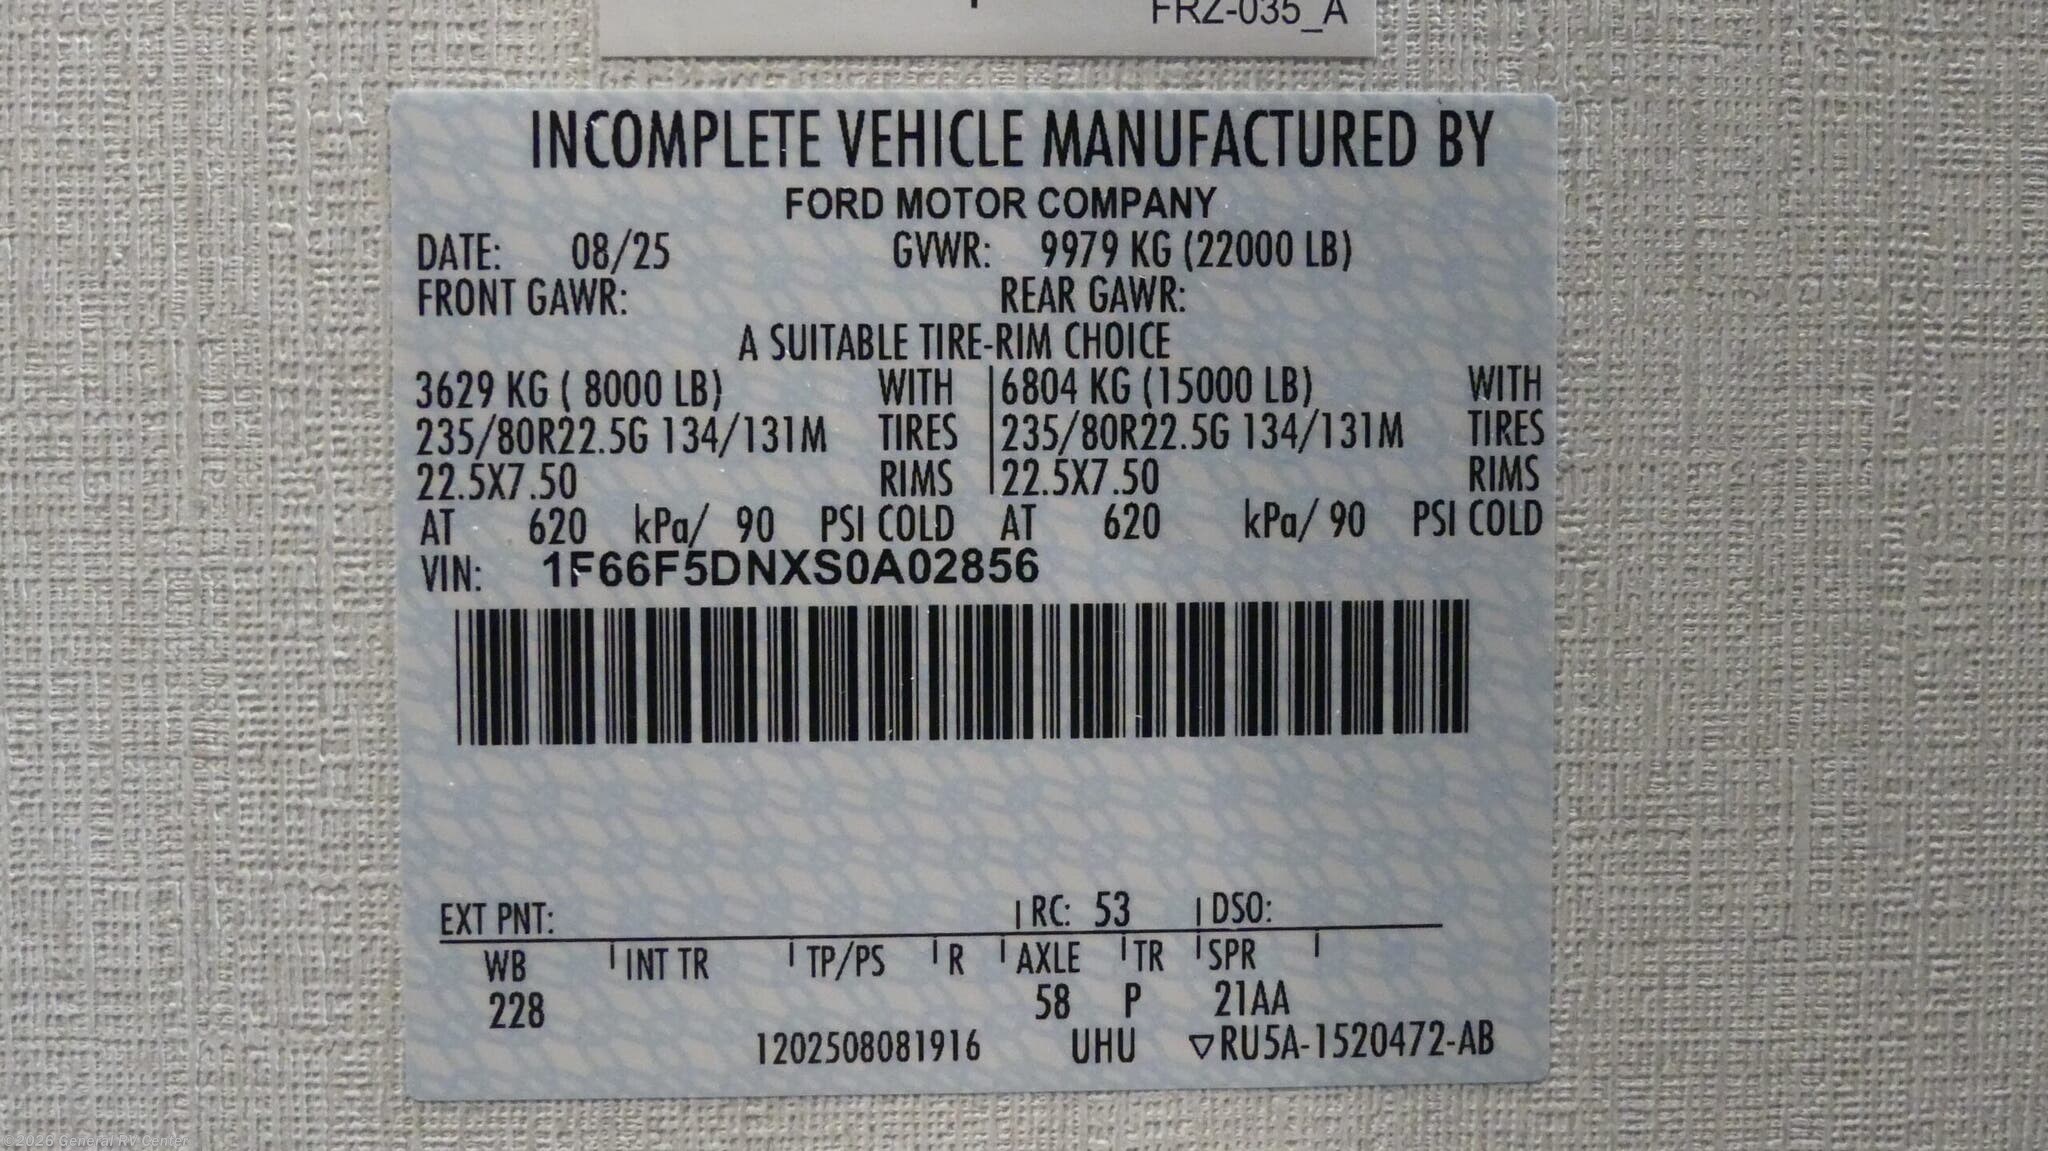 FRZ-035_A
INCOMPLETE VEHICLE MANUFACTURED BY
FORD MOTOR COMPANY
DATE: 08/25 GVWR: 9979 KG (22000 LB)
FRONT GAWR: REAR GAWR:
A SUITABLE TIRE-RIM CHOICE
3629 KG ( 8000 LB) WITH 6804 KG (15000 LB) WITH
235/80R22.5G 134/131M TIRES 235/80R22.5G 134/131M TIRES
22.5X7.50 RIMS 22.5X7.50 RIMS
AT 620 kPa/ 90 PSI COLD AT 620 kPa/ 90 PSI COLD
VIN: 1F66F5DNXS0A02856
EXT PNT: RC: 53 DSO:
WB INT TR TP/PS R AXLE TR SPR
228 58 P 21AA
1202508081916 UHU ▽RU5A-1520472-AB
©2026 General RV Center